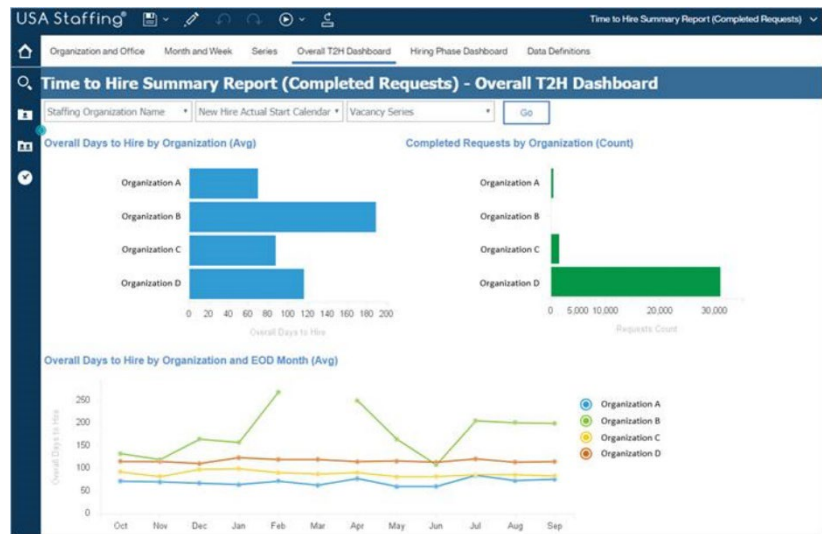 USA Staffing®
Time to Hire Summary Report (Completed Requests)
Organization and Office Month and Week Series Overall T2H Dashboard Hiring Phase Dashboard Data Definitions
Time to Hire Summary Report (Completed Requests) - Overall T2H Dashboard
Staffing Organization Name New Hire Actual Start Calendar Vacancy Series Go
Overall Days to Hire by Organization (Avg)
Organization A
Organization B
Organization C
Organization D
0 20 40 60 80 100 120 140 160 180 200
Overall Days to Hire
Completed Requests by Organization (Count)
Organization A
Organization B
Organization C
Organization D
0 5,000 10,000 20,000 30,000
Requests Count
Overall Days to Hire by Organization and EOD Month (Avg)
Overall Days to Hire
250
200
150
100
50
0
Oct Nov Dec Jan Feb Mar Apr May Jun Jul Aug Sep
Organization A
Organization B
Organization C
Organization D